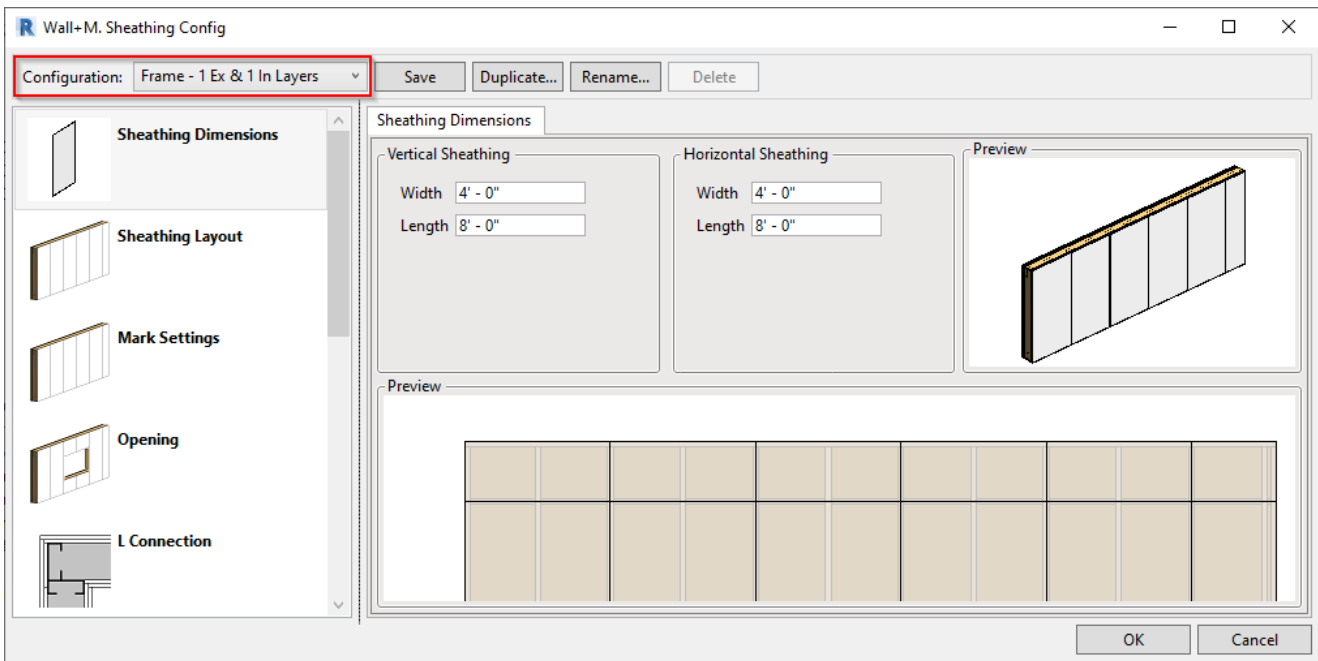 R Wall+M. Sheathing Config
Configuration: Frame - 1 Ex & 1 In Layers Save Duplicate... Rename... Delete
Sheathing Dimensions
Sheathing Layout
Mark Settings
Opening
L Connection
Sheathing Dimensions
Vertical Sheathing
Width 4' - 0"
Length 8' - 0"
Horizontal Sheathing
Width 4' - 0"
Length 8' - 0"
Preview
Preview
OK Cancel